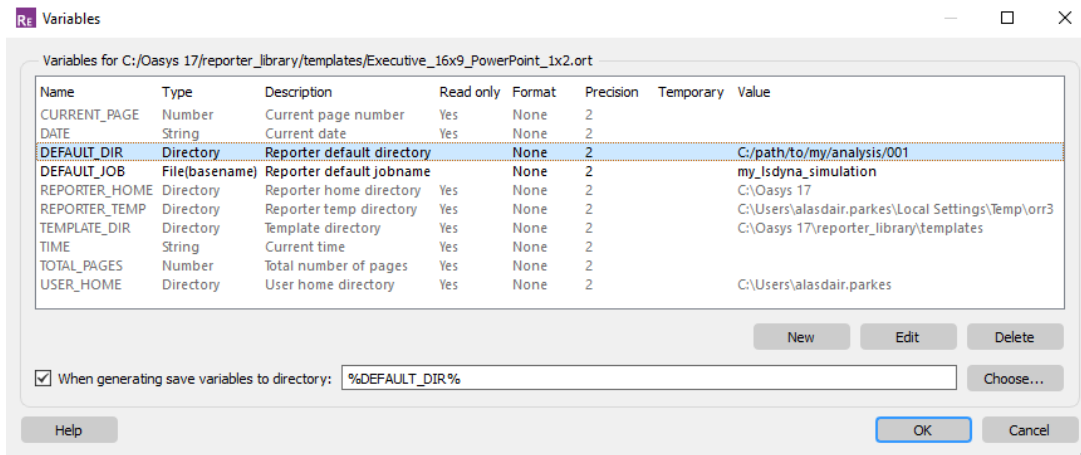 RE Variables
Variables for C:/Oasys 17/reporter_library/templates/Executive_16x9_PowerPoint_1x2.ort
Name Type Description Read only Format Precision Temporary Value
CURRENT_PAGE Number Current page number Yes None 2
DATE String Current date Yes None 2
DEFAULT_DIR Directory Reporter default directory None 2 C:/path/to/my/analysis/001
DEFAULT_JOB File(basename) Reporter default jobname None 2 my_lsdyna_simulation
REPORTER_HOME Directory Reporter home directory Yes None 2 C:\Oasys 17
REPORTER_TEMP Directory Reporter temp directory Yes None 2 C:\Users\alasdair.parkes\Local Settings\Temp\orr3
TEMPLATE_DIR Directory Template directory Yes None 2 C:\Oasys 17\reporter_library\templates
TIME String Current time Yes None 2
TOTAL_PAGES Number Total number of pages Yes None 2
USER_HOME Directory User home directory Yes None 2 C:\Users\alasdair.parkes
New Edit Delete
When generating save variables to directory: %DEFAULT_DIR% Choose...
Help OK Cancel